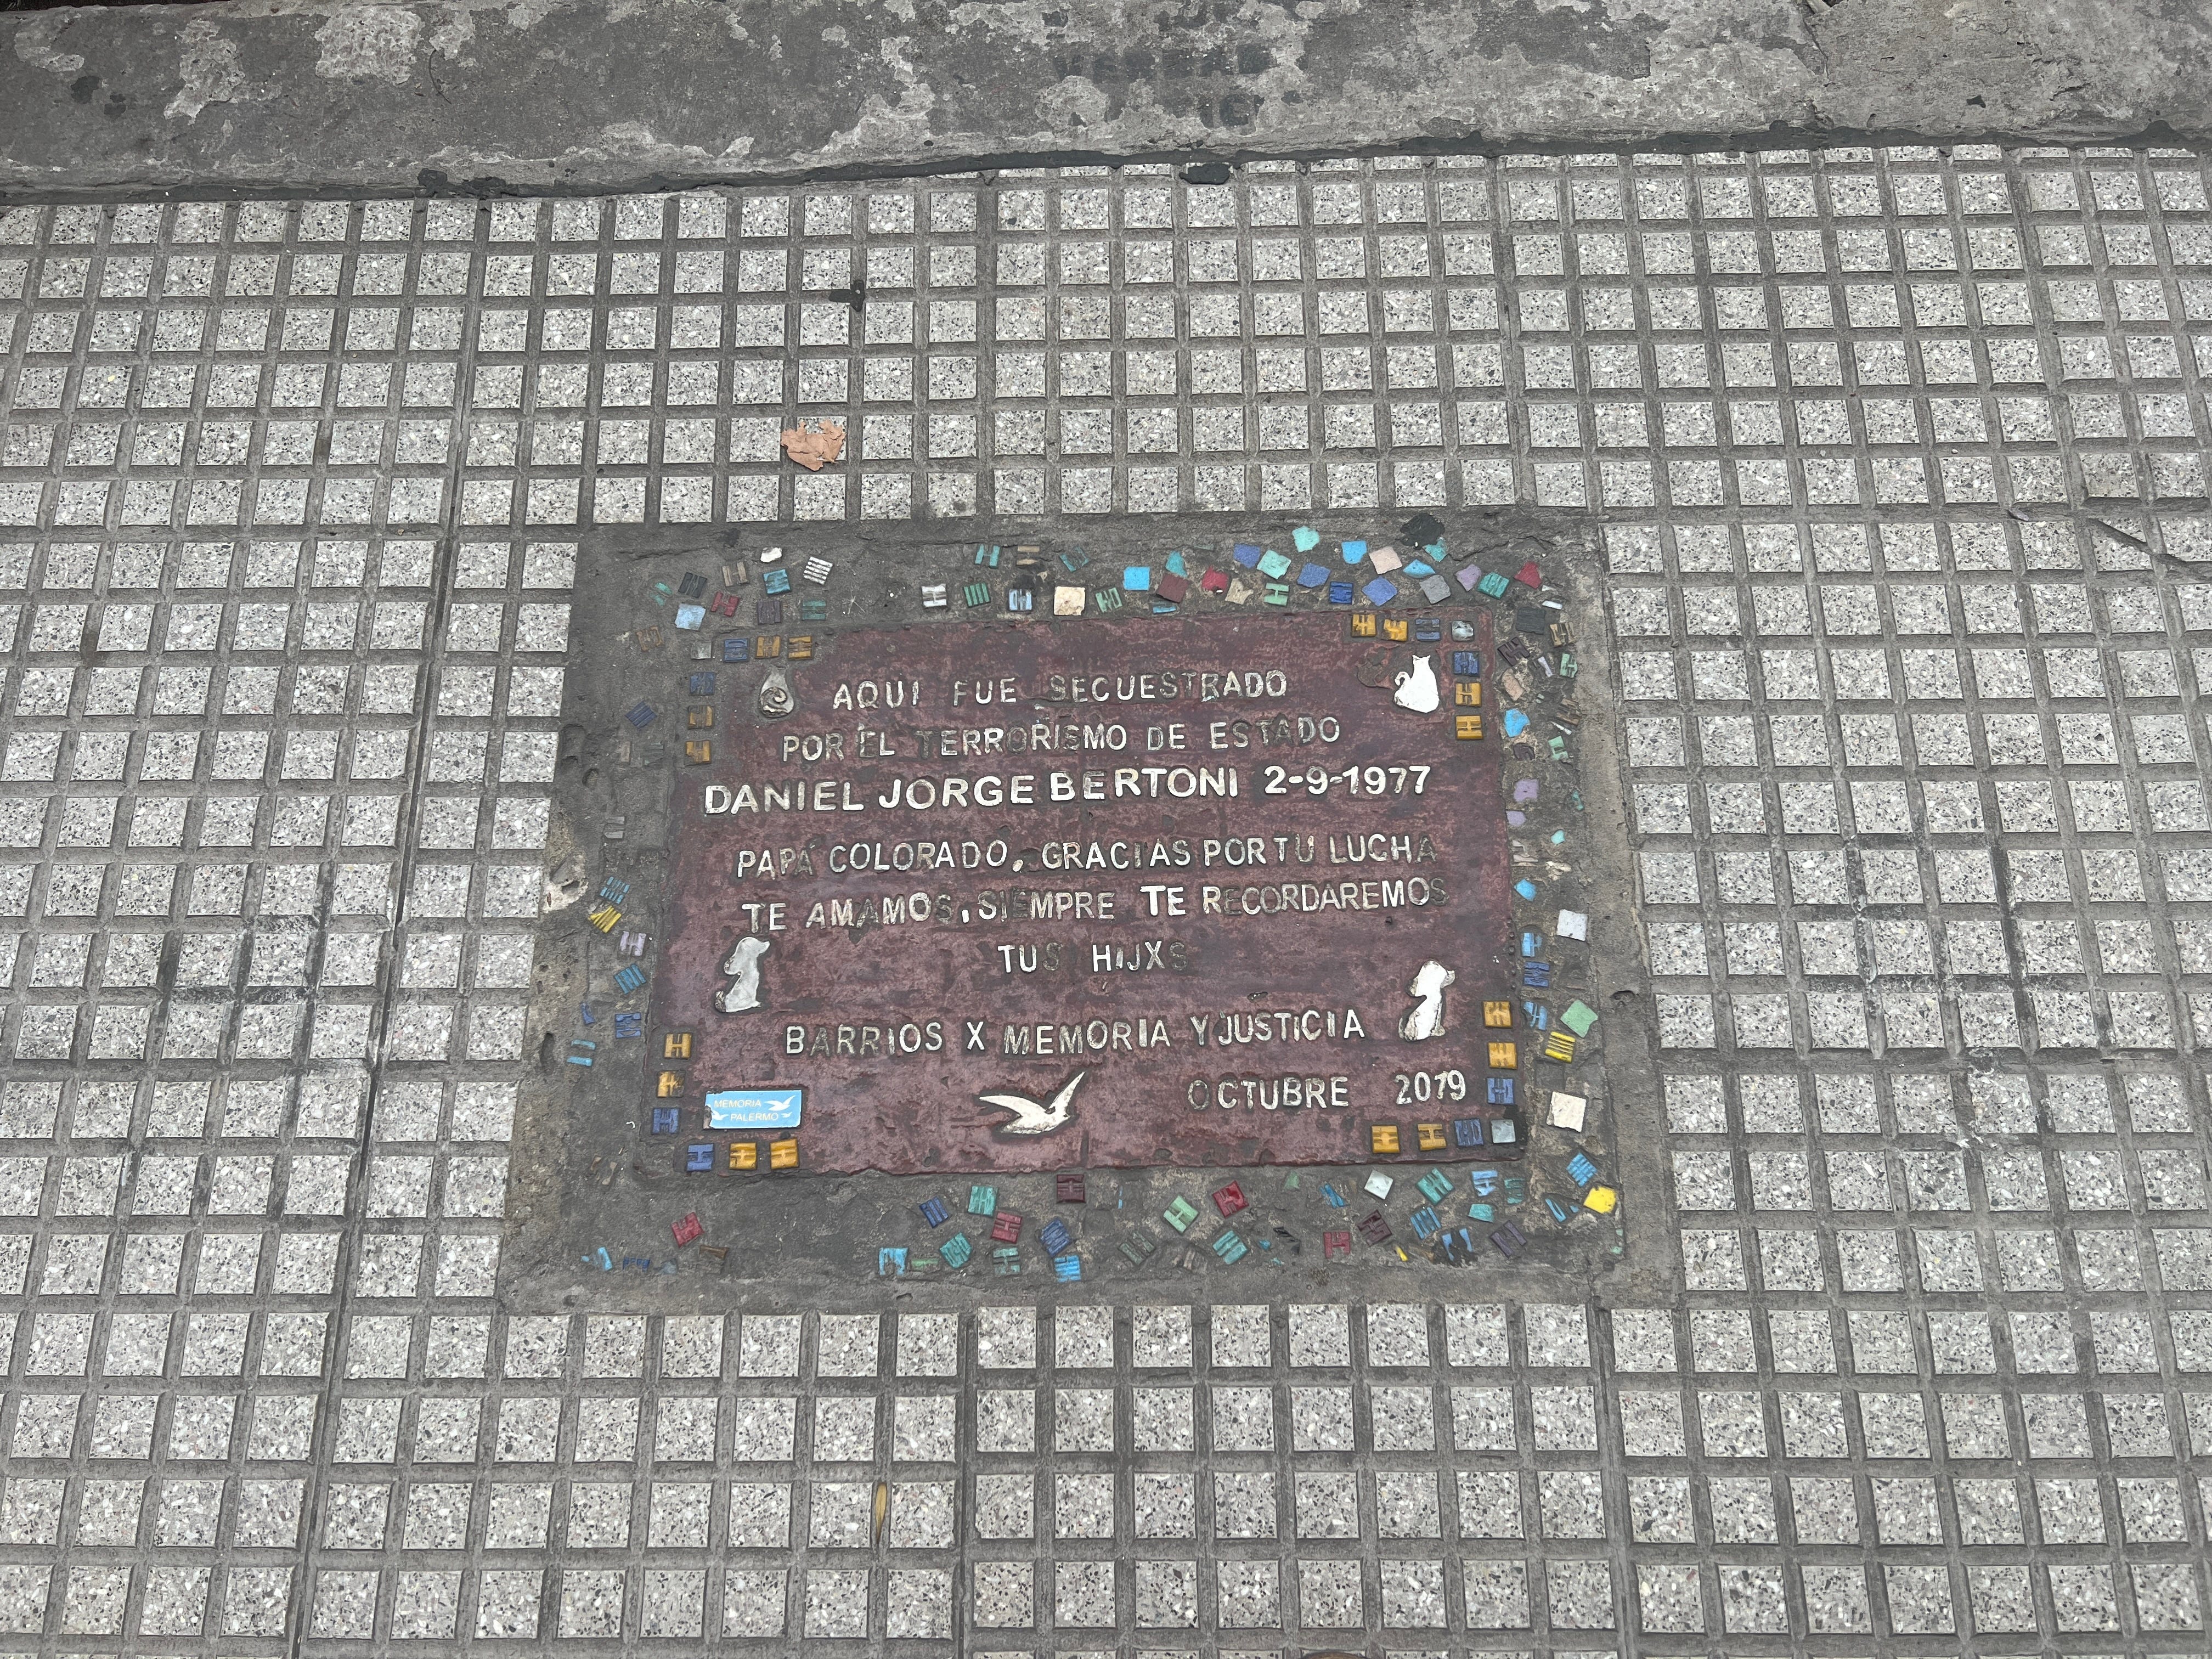 AQUI FUE SECUESTRADO
POR EL TERRORISMO DE ESTADO
DANIEL JORGE BERTONI 2-9-1977
PAPÁ COLORADO, GRACIAS POR TU LUCHA
TE AMAMOS, SIEMPRE TE RECORDAREMOS
TUS HIJXS
BARRIOS X MEMORIA Y JUSTICIA
OCTUBRE 2019
MEMORIA
PALERMO